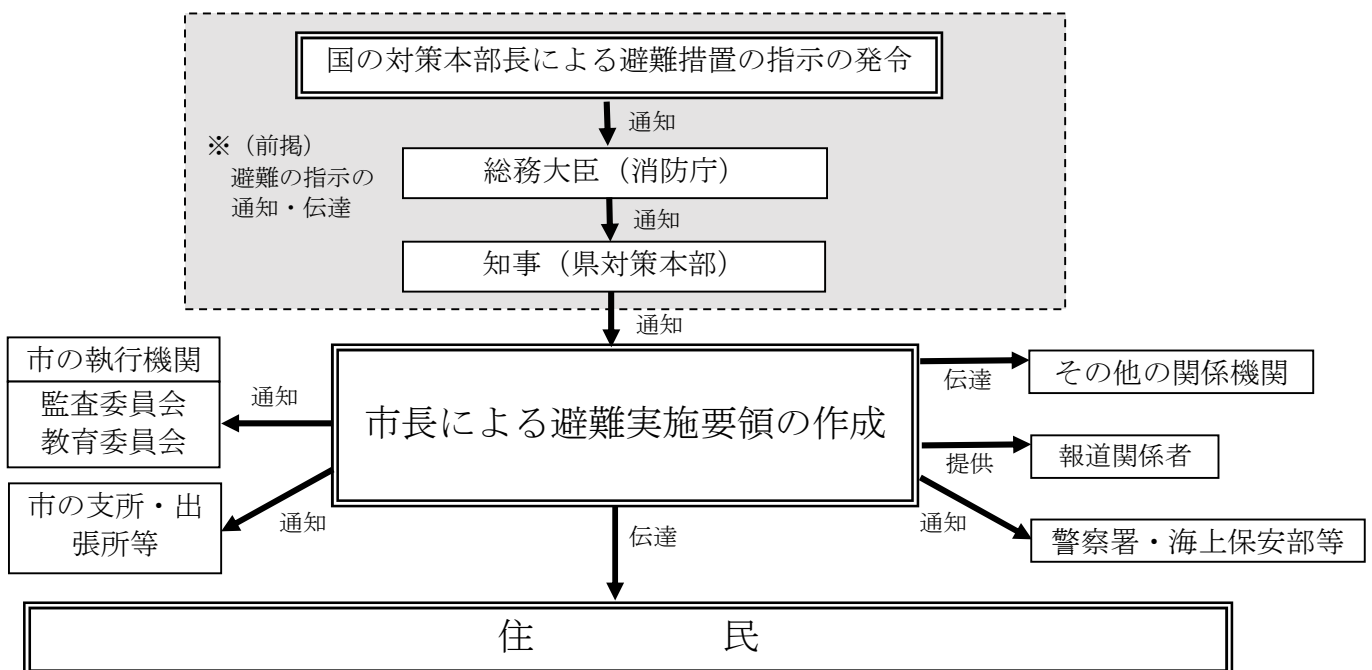 国の対策本部長による避難措置の指示の発令
通知
※（前掲）
避難の指示の
通知・伝達
総務大臣（消防庁）
通知
知事（県対策本部）
通知
市の執行機関
監査委員会
教育委員会
通知
市長による避難実施要領の作成
伝達
その他の関係機関
提供
報道関係者
市の支所・出
張所等
通知
伝達
通知
警察署・海上保安部等
住　民